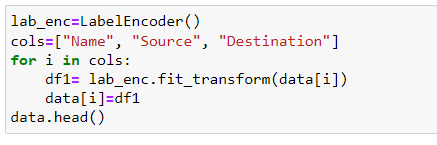 lab_enc=LabelEncoder()
cols=["Name", "Source", "Destination"]
for i in cols:
    df1= lab_enc.fit_transform(data[i])
    data[i]=df1
data.head()